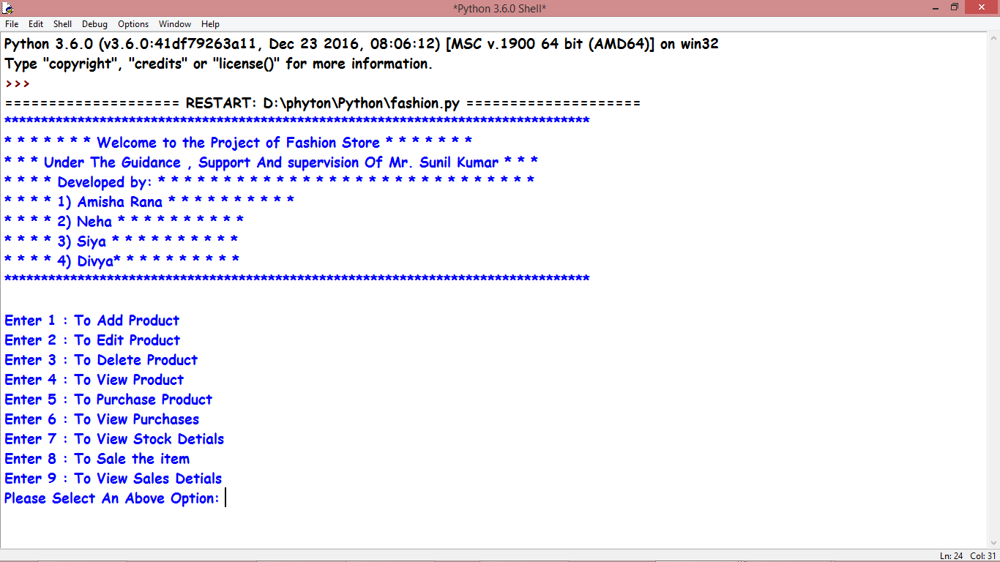 *Python 3.6.0 Shell*
File Edit Shell Debug Options Window Help
Python 3.6.0 (v3.6.0:41df79263a11, Dec 23 2016, 08:06:12) [MSC v.1900 64 bit (AMD64)] on win32
Type "copyright", "credits" or "license()" for more information.
>>>
==================== RESTART: D:\phyton\Python\fashion.py ====================
********************************************************************************
* * * * * * * Welcome to the Project of Fashion Store * * * * * * *
* * * Under The Guidance , Support And supervision Of Mr. Sunil Kumar * * *
* * * * Developed by: * * * * * * * * * * * * * * * * * * * * * * * * * * * * *
* * * * 1) Amisha Rana * * * * * * * * * *
* * * * 2) Neha * * * * * * * * * *
* * * * 3) Siya * * * * * * * * * *
* * * * 4) Divya* * * * * * * * * *
********************************************************************************
Enter 1 : To Add Product
Enter 2 : To Edit Product
Enter 3 : To Delete Product
Enter 4 : To View Product
Enter 5 : To Purchase Product
Enter 6 : To View Purchases
Enter 7 : To View Stock Detials
Enter 8 : To Sale the item
Enter 9 : To View Sales Detials
Please Select An Above Option:
Ln: 24 Col: 31